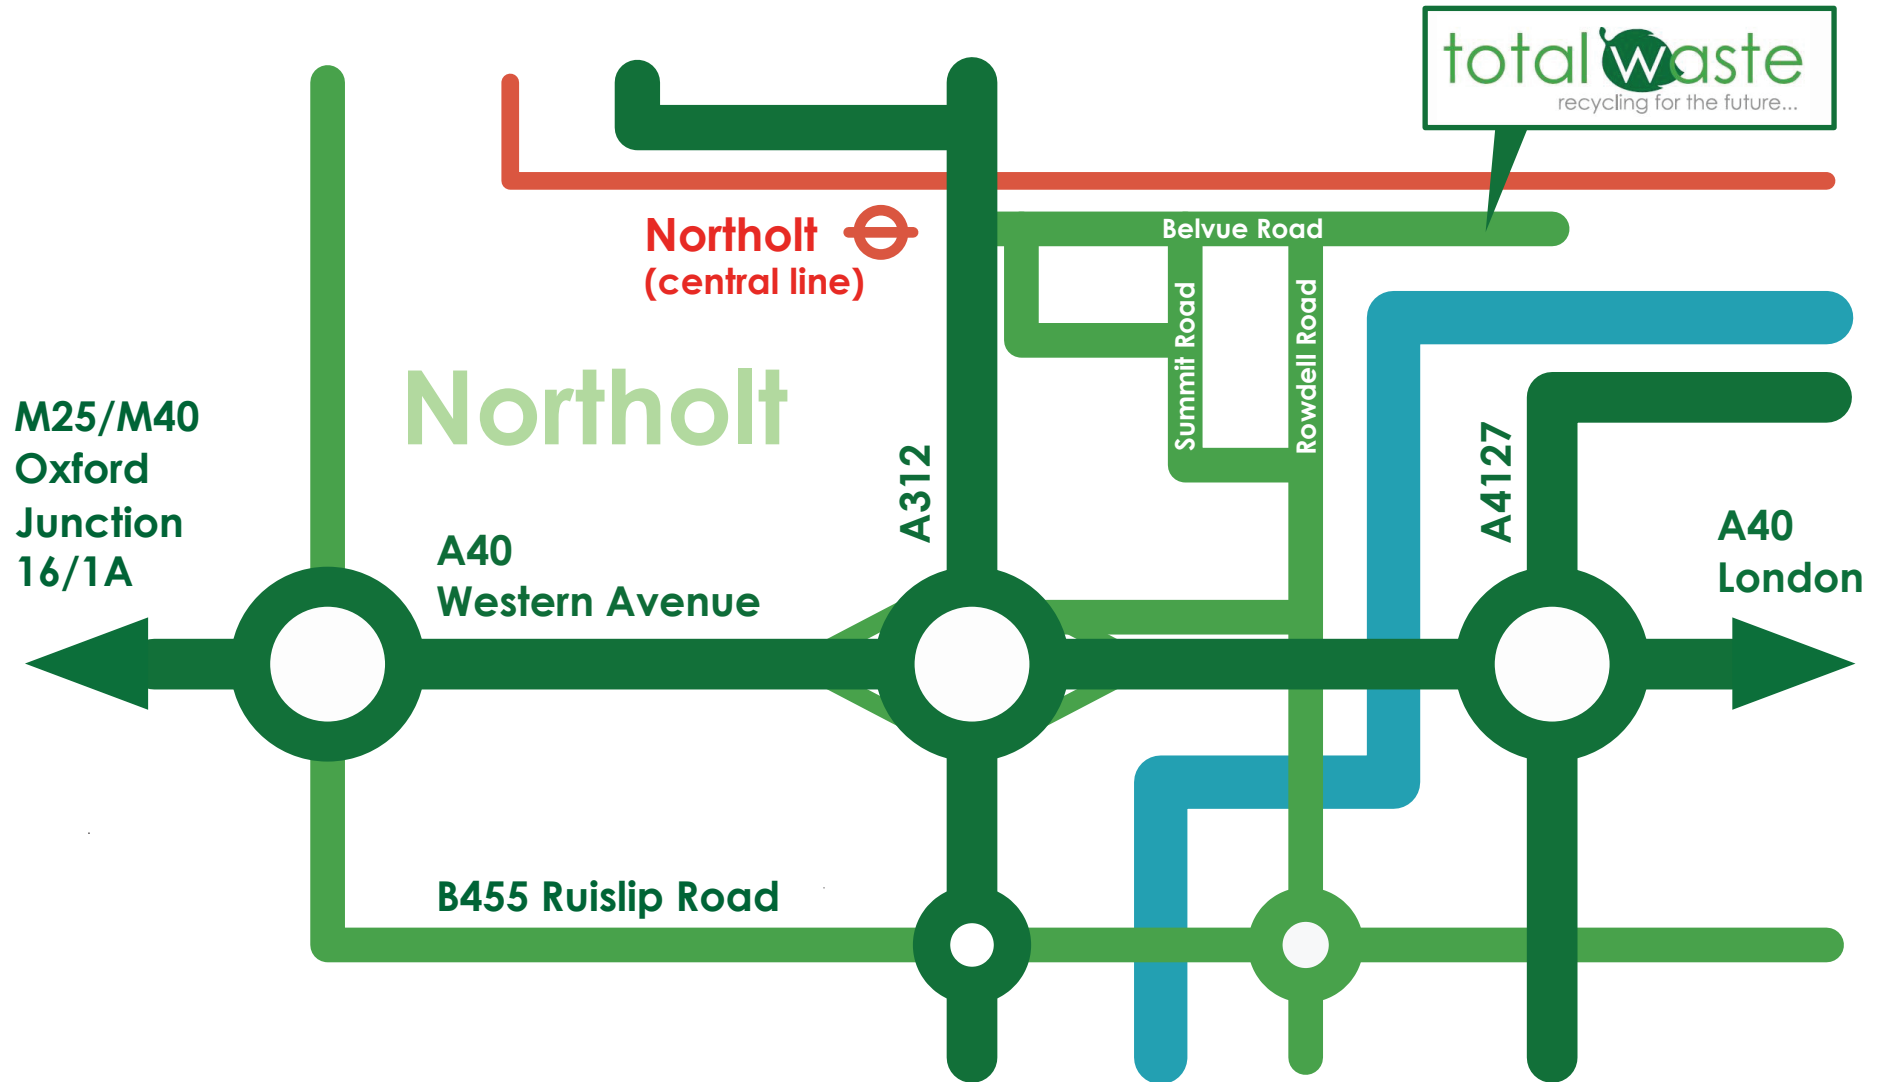 total waste
recycling for the future...
Belvue Road
Northolt
(central line)
Summit Road
Rowdell Road
Northolt
M25/M40
Oxford
Junction
16/1A
A312
A4127
A40
Western Avenue
A40
London
B455 Ruislip Road